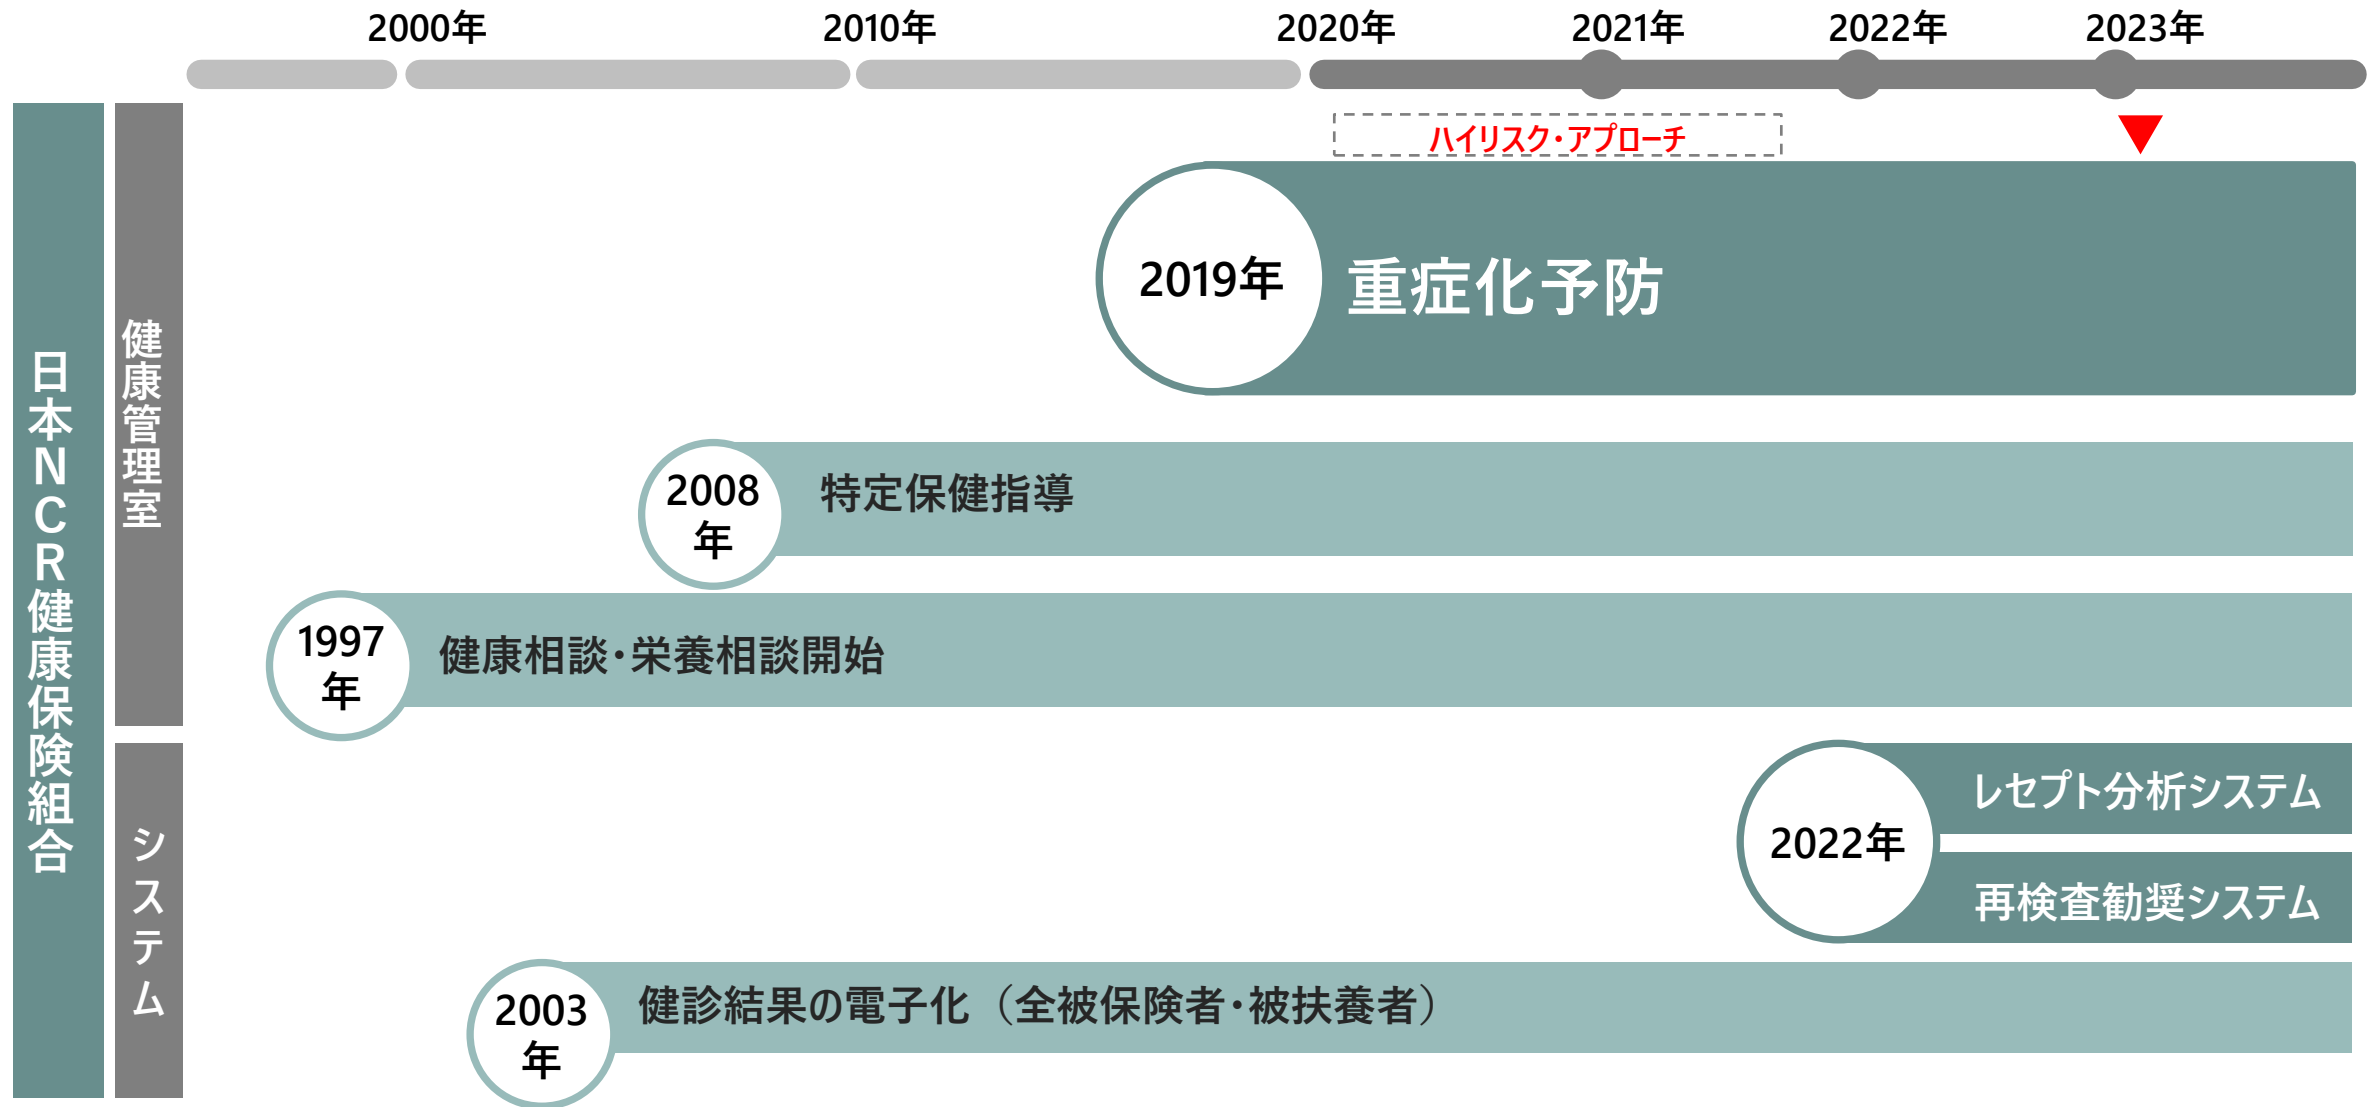 2000年
2010年
2020年
2021年
2022年
2023年
ハイリスク・アプローチ
日本NCR健康保険組合
健康管理室
2019年
重症化予防
2008
年
特定保健指導
1997
年
健康相談・栄養相談開始
システム
2022年
レセプト分析システム
再検査勧奨システム
2003
年
健診結果の電子化（全被保険者・被扶養者）